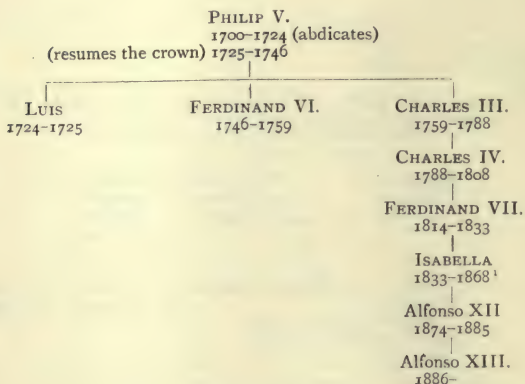 PHILIP V.
1700–1724 (abdicates)
(resumes the crown) 1725–1746
LUIS
1724–1725
FERDINAND VI.
1746–1759
CHARLES III.
1759–1788
CHARLES IV.
1788–1808
FERDINAND VII.
1814–1833
ISABELLA
1833–1868¹
Alfonso XII
1874–1885
Alfonso XIII.
1886–